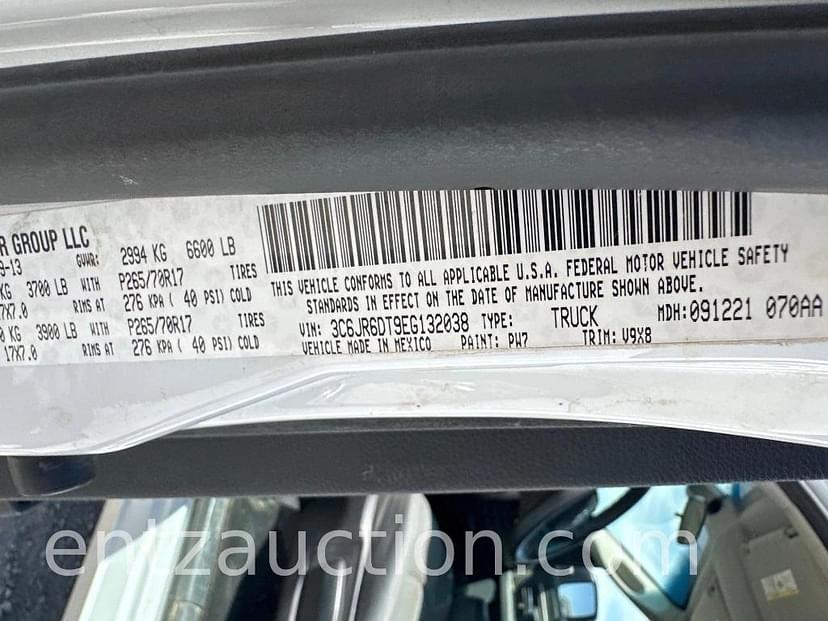 R GROUP LLC
9-13 GVWR: 2994 KG 6600 LB
KG 3700 LB P265/70R17 TIRES
7X7.0 RIMS AT 276 KPA ( 40 PSI) COLD
0 KG 3900 LB P265/70R17 TIRES
17X7.0 RIMS AT 276 KPA ( 40 PSI) COLD
THIS VEHICLE CONFORMS TO ALL APPLICABLE U.S.A. FEDERAL MOTOR VEHICLE SAFETY
STANDARDS IN EFFECT ON THE DATE OF MANUFACTURE SHOWN ABOVE.
VIN: 3C6JR6DT9EG132038 TYPE: TRUCK MDH:091221 070AA
VEHICLE MADE IN MEXICO PAINT: PW7 TRIM: V9X8
entzauction.com